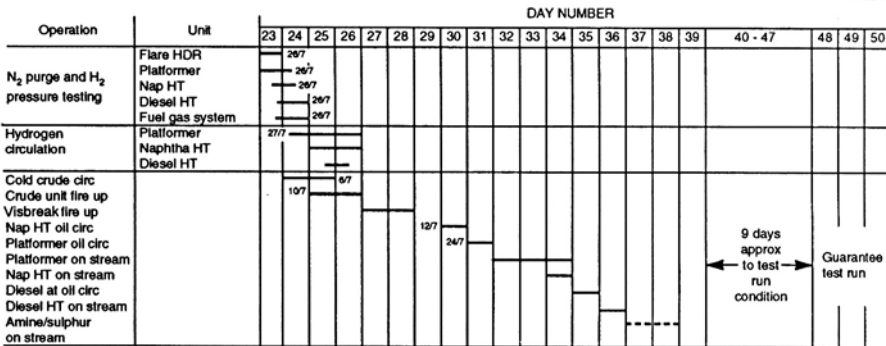 DAY NUMBER
Operation Unit 23 24 25 26 27 28 29 30 31 32 33 34 35 36 37 38 39 40 - 47 48 49 50
N2 purge and H2
pressure testing
Flare HDR 26/7
Platformer 26/7
Nap HT 26/7
Diesel HT 26/7
Fuel gas system 26/7
Hydrogen
circulation
Platformer 27/7
Naphtha HT
Diesel HT
Cold crude circ 6/7
Crude unit fire up 10/7
Visbreak fire up
Nap HT oil circ 12/7
Platformer oil circ 24/7
Platformer on stream
Nap HT on stream
Diesel at oil circ
Diesel HT on stream
Amine/sulphur
on stream
9 days
approx
to test
run
condition
Guarantee
test run